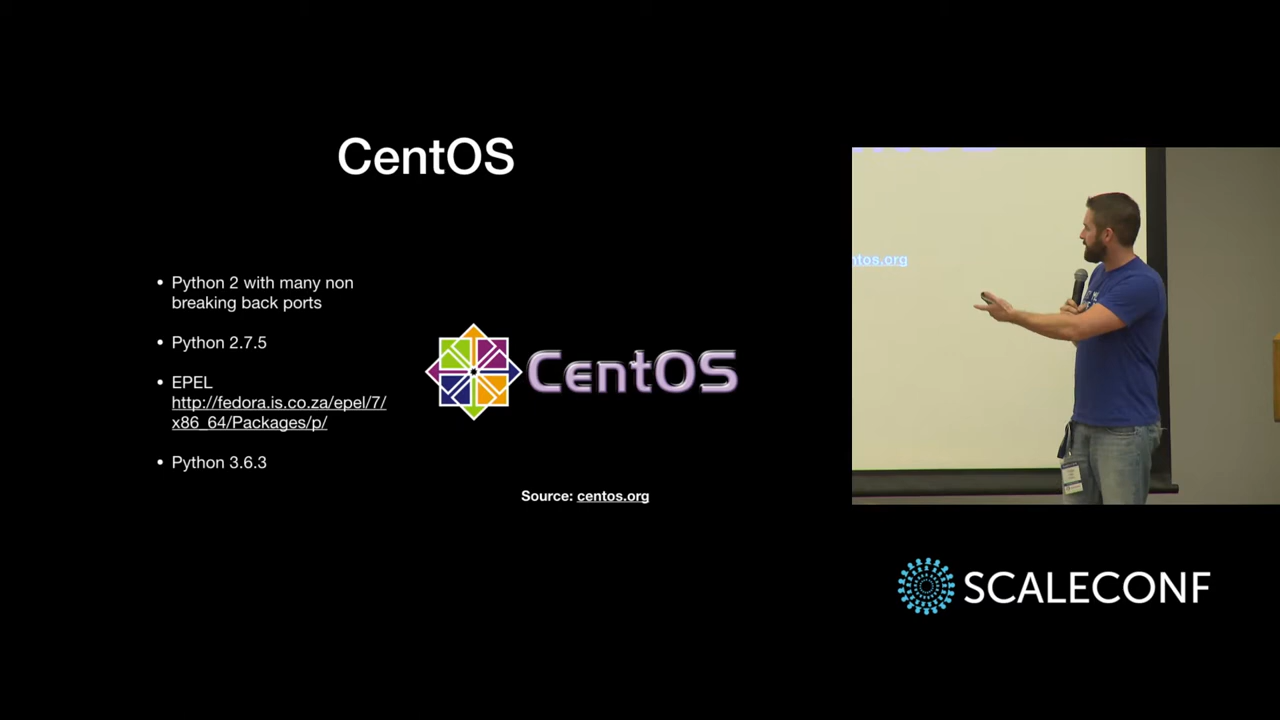 CentOS
• Python 2 with many non
breaking back ports
• Python 2.7.5
• EPEL
http://fedora.is.co.za/epel/7/
x86_64/Packages/p/
• Python 3.6.3
CentOS
Source: centos.org
ntos.org
SCALECONF